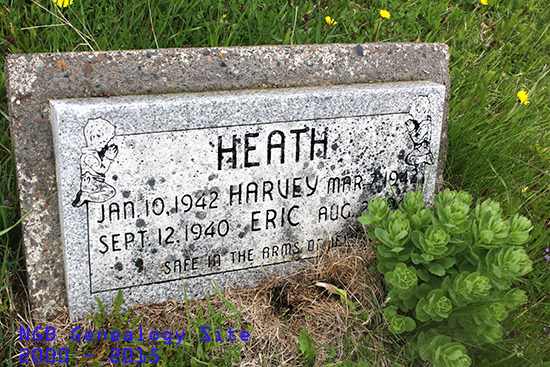 HEATH
JAN. 10, 1942 HARVEY MAR.
SEPT. 12, 1940 ERIC AUG.
SAFE IN THE ARMS OF
NGB Genealogy Site
2000 - 2015